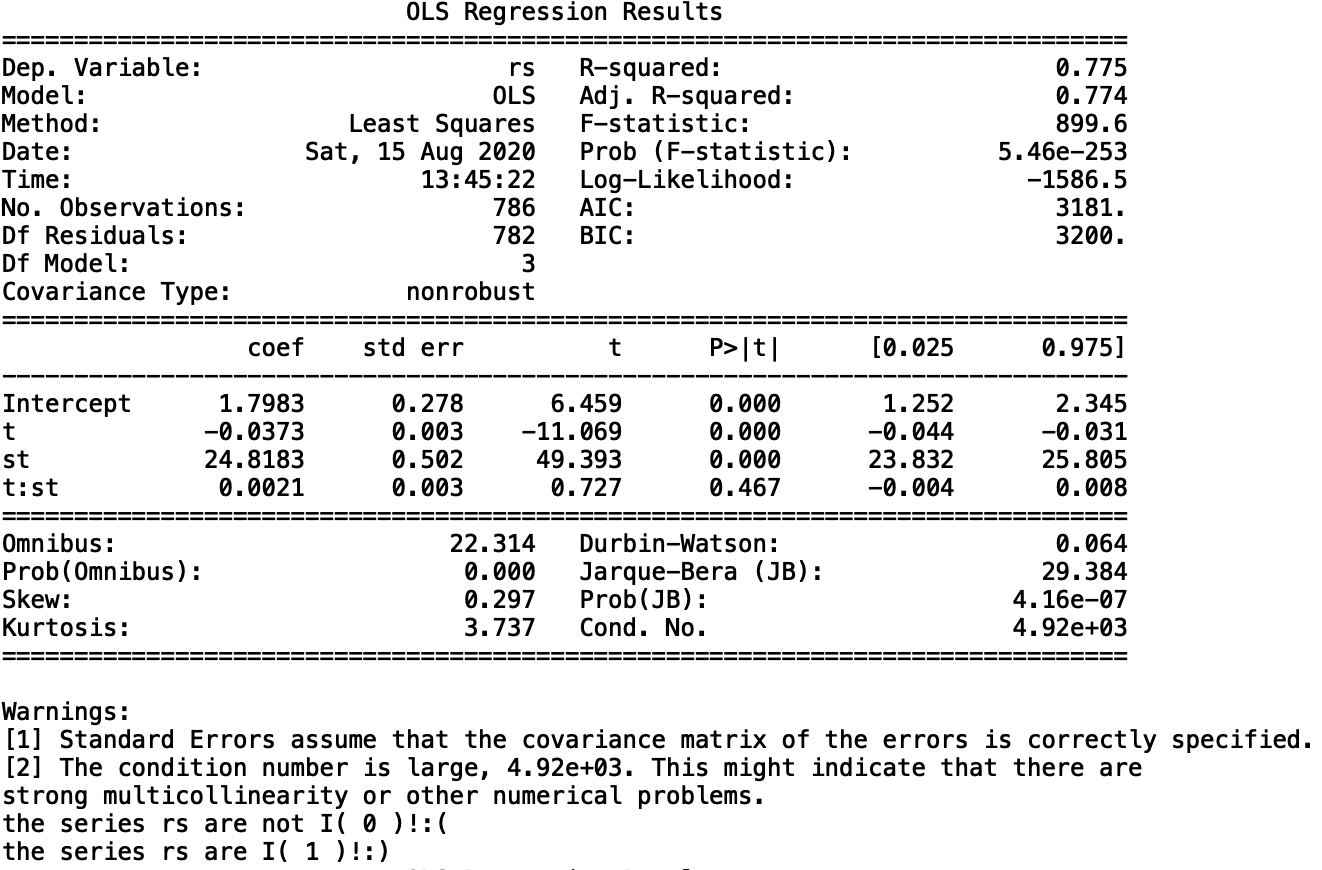 OLS Regression Results
==============================================================================
Dep. Variable:                     rs   R-squared:                       0.775
Model:                            OLS   Adj. R-squared:                  0.774
Method:                 Least Squares   F-statistic:                     899.6
Date:                Sat, 15 Aug 2020   Prob (F-statistic):          5.46e-253
Time:                        13:45:22   Log-Likelihood:                -1586.5
No. Observations:                 786   AIC:                             3181.
Df Residuals:                     782   BIC:                             3200.
Df Model:                           3
Covariance Type:            nonrobust
==============================================================================
                 coef    std err          t      P>|t|      [0.025      0.975]
------------------------------------------------------------------------------
Intercept      1.7983      0.278      6.459      0.000       1.252       2.345
t             -0.0373      0.003    -11.069      0.000      -0.044      -0.031
st            24.8183      0.502     49.393      0.000      23.832      25.805
t:st           0.0021      0.003      0.727      0.467      -0.004       0.008
==============================================================================
Omnibus:                       22.314   Durbin-Watson:                   0.064
Prob(Omnibus):                  0.000   Jarque-Bera (JB):               29.384
Skew:                           0.297   Prob(JB):                     4.16e-07
Kurtosis:                       3.737   Cond. No.                     4.92e+03
==============================================================================
Warnings:
[1] Standard Errors assume that the covariance matrix of the errors is correctly specified.
[2] The condition number is large, 4.92e+03. This might indicate that there are
strong multicollinearity or other numerical problems.
the series rs are not I( 0 )!:(
the series rs are I( 1 )!:)